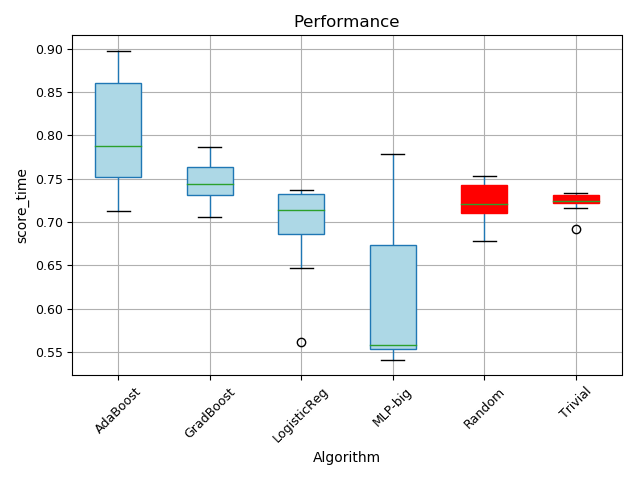 Performance
score_time
0.90
0.85
0.80
0.75
0.70
0.65
0.60
0.55
AdaBoost
GradBoost
LogisticReg
MLP-big
Random
Trivial
Algorithm